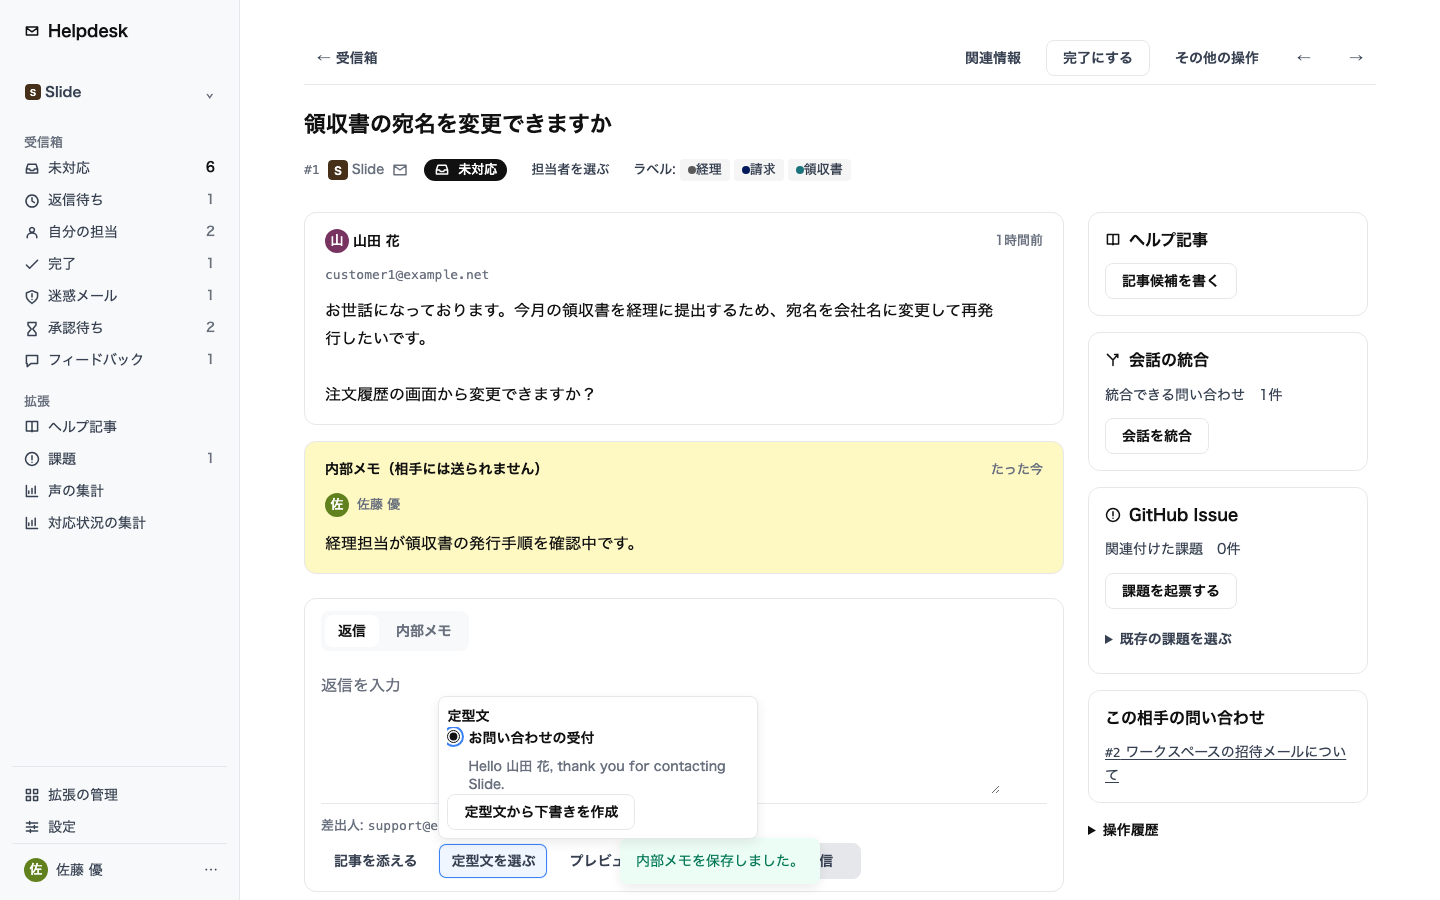 Helpdesk
S Slide
受信箱
未対応 6
返信待ち 1
自分の担当 2
完了 1
迷惑メール 1
承認待ち 2
フィードバック 1
拡張
ヘルプ記事
課題 1
声の集計
対応状況の集計
拡張の管理
設定
佐 佐藤 優 ···
← 受信箱
関連情報 完了にする その他の操作 ← →
領収書の宛名を変更できますか
#1 S Slide 未対応 担当者を選ぶ ラベル: 経理 請求 領収書
山 山田 花 1時間前
customer1@example.net
お世話になっております。今月の領収書を経理に提出するため、宛名を会社名に変更して再発
行したいです。
注文履歴の画面から変更できますか？
内部メモ（相手には送られません） たった今
佐 佐藤 優
経理担当が領収書の発行手順を確認中です。
返信 内部メモ
返信を入力
定型文
お問い合わせの受付
Hello 山田 花, thank you for contacting
Slide.
定型文から下書きを作成
差出人: support@e
記事を添える 定型文を選ぶ プレビュ 内部メモを保存しました。 信
ヘルプ記事
記事候補を書く
会話の統合
統合できる問い合わせ 1件
会話を統合
GitHub Issue
関連付けた課題 0件
課題を起票する
▶ 既存の課題を選ぶ
この相手の問い合わせ
#2 ワークスペースの招待メールについ
て
▶ 操作履歴